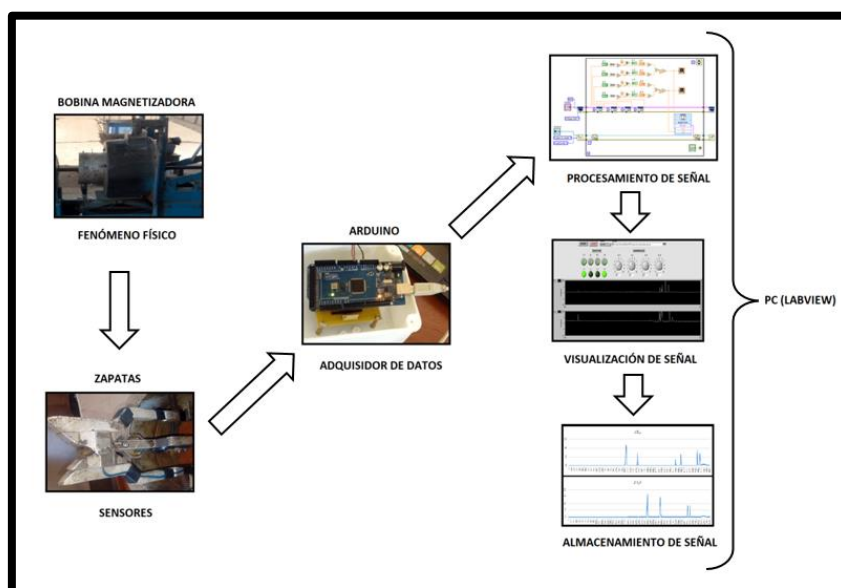 BOBINA MAGNETIZADORA
FENÓMENO FÍSICO
ZAPATAS
SENSORES
ARDUINO
ADQUISIDOR DE DATOS
PROCESAMIENTO DE SEÑAL
VISUALIZACIÓN DE SEÑAL
ALMACENAMIENTO DE SEÑAL
PC (LABVIEW)